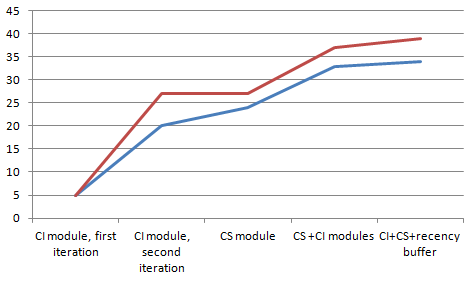 45
40
35
30
25
20
15
10
5
0
CI module, first iteration
CI module, second iteration
CS module
CS +CI modules
CI+CS+recency buffer